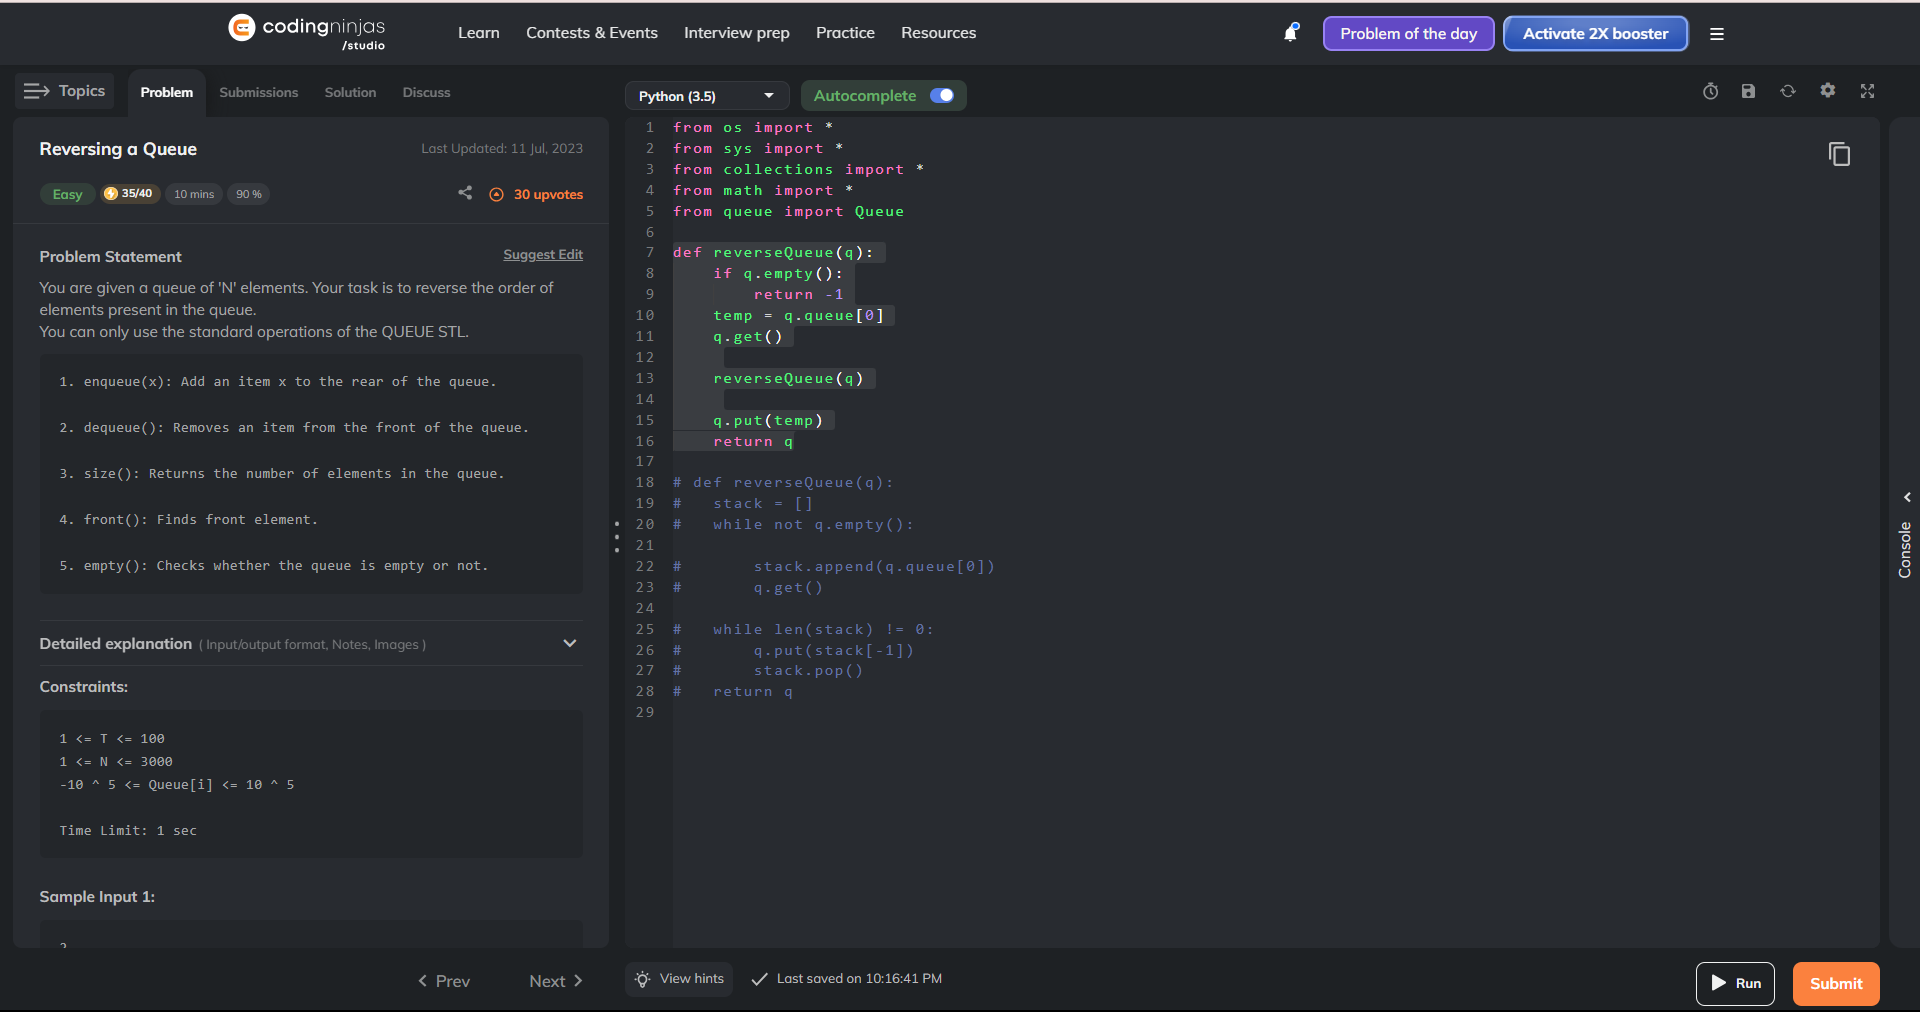 codingninjas
/studio
Learn
Contests & Events
Interview prep
Practice
Resources
Problem of the day
Activate 2X booster
Topics
Problem
Submissions
Solution
Discuss
Reversing a Queue
Last Updated: 11 Jul, 2023
Easy
35/40
10 mins
90 %
30 upvotes
Problem Statement
Suggest Edit
You are given a queue of 'N' elements. Your task is to reverse the order of
elements present in the queue.
You can only use the standard operations of the QUEUE STL.
1. enqueue(x): Add an item x to the rear of the queue.
2. dequeue(): Removes an item from the front of the queue.
3. size(): Returns the number of elements in the queue.
4. front(): Finds front element.
5. empty(): Checks whether the queue is empty or not.
Detailed explanation ( Input/output format, Notes, Images )
Constraints:
1 <= T <= 100
1 <= N <= 3000
-10 ^ 5 <= Queue[i] <= 10 ^ 5
Time Limit: 1 sec
Sample Input 1:
2
Prev
Next
Python (3.5)
Autocomplete
1 from os import *
2 from sys import *
3 from collections import *
4 from math import *
5 from queue import Queue
6
7 def reverseQueue(q):
8     if q.empty():
9         return -1
10     temp = q.queue[0]
11     q.get()
12
13     reverseQueue(q)
14
15     q.put(temp)
16     return q
17
18 # def reverseQueue(q):
19 #   stack = []
20 #   while not q.empty():
21
22 #       stack.append(q.queue[0])
23 #       q.get()
24
25 #   while len(stack) != 0:
26 #       q.put(stack[-1])
27 #       stack.pop()
28 #   return q
29
Console
View hints
Last saved on 10:16:41 PM
Run
Submit